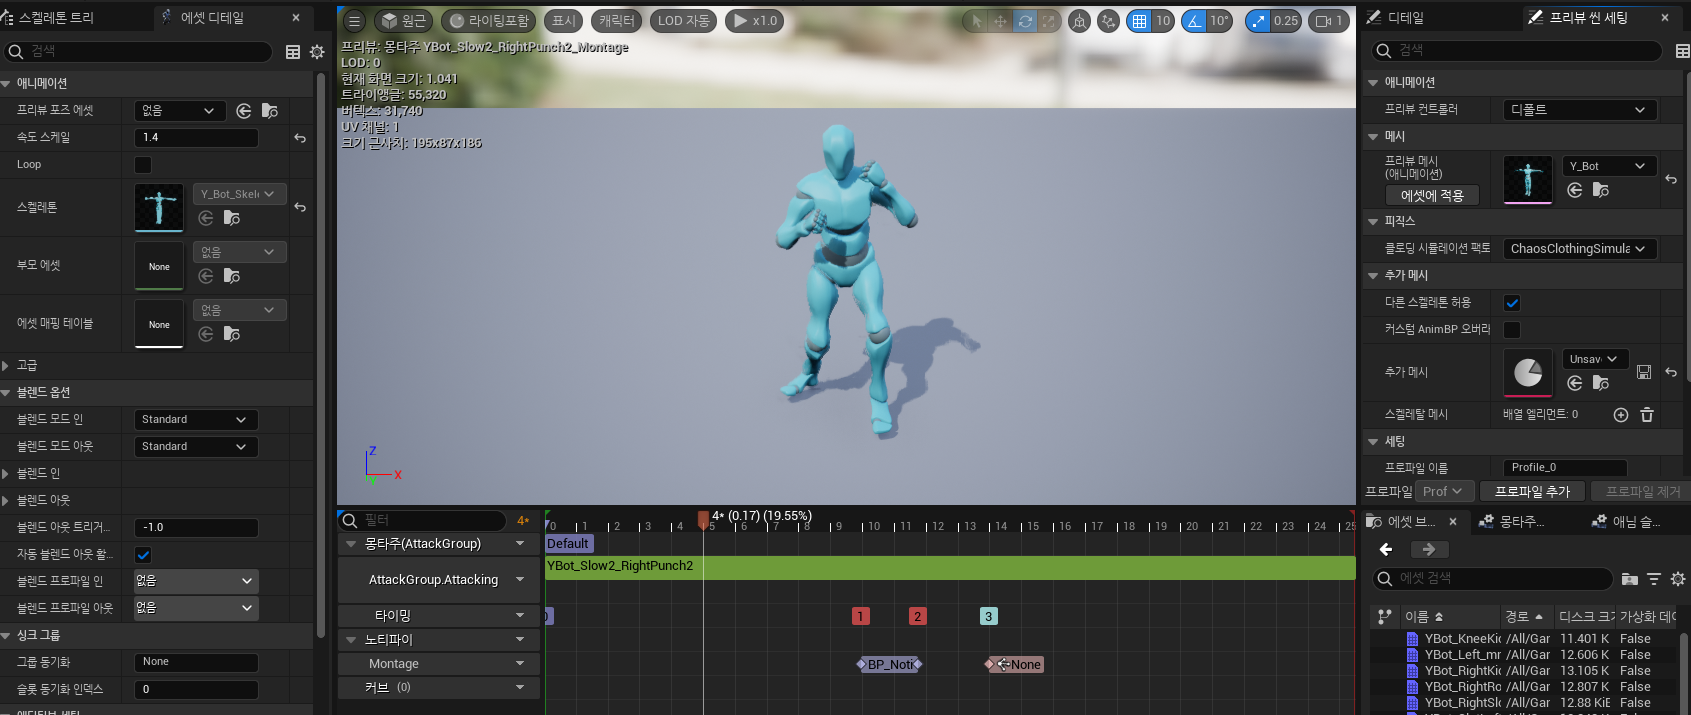 스켈레톤 트리
에셋 디테일
검색
애니메이션
프리뷰 포즈 에셋
없음
속도 스케일
1.4
Loop
스켈레톤
Y_Bot_Skele
부모 에셋
None
없음
에셋 매핑 테이블
None
없음
고급
블렌드 옵션
블렌드 모드 인
Standard
블렌드 모드 아웃
Standard
블렌드 인
블렌드 아웃
블렌드 아웃 트리거...
-1.0
자동 블렌드 아웃 활...
블렌드 프로파일 인
없음
블렌드 프로파일 아웃
없음
싱크 그룹
그룹 동기화
None
슬롯 동기화 인덱스
0
원근
라이팅포함
표시
캐릭터
LOD 자동
x1.0
10
10°
0.25
1
프리뷰: 몽타주 YBot_Slow2_RightPunch2_Montage
LOD: 0
현재 화면 크기: 1.041
트라이앵글: 55,320
버텍스: 31,740
UV 채널: 1
크기 근사치: 195x87x186
Z
X
Y
필터
4*
4* (0.17) (19.55%)
0 1 2 3 4 5 6 7 8 9 10 11 12 13 14 15 16 17 18 19 20 21 22 23 24 25
몽타주(AttackGroup)
Default
AttackGroup.Attacking
YBot_Slow2_RightPunch2
타이밍
1
2
3
노티파이
Montage
BP_Noti
None
커브 (0)
디테일
프리뷰 씬 세팅
검색
애니메이션
프리뷰 컨트롤러
디폴트
메시
프리뷰 메시
(애니메이션)
에셋에 적용
Y_Bot
피직스
클로딩 시뮬레이션 팩토
ChaosClothingSimula
추가 메시
다른 스켈레톤 허용
커스텀 AnimBP 오버라
추가 메시
Unsav
스켈레탈 메시
배열 엘리먼트: 0
세팅
프로파일 이름
Profile_0
프로파일
Prof
프로파일 추가
프로파일 제거
에셋 브...
몽타주...
애님 슬...
에셋 검색
이름
경로
디스크 크기
가상화 데이
YBot_KneeKic /All/Gar 11.401 K False
YBot_Left_mr /All/Gar 12.606 K False
YBot_RightKic /All/Gar 13.105 K False
YBot_RightRo /All/Gar 12.807 K False
YBot_RightSlo /All/Gar 12.88 KiE False